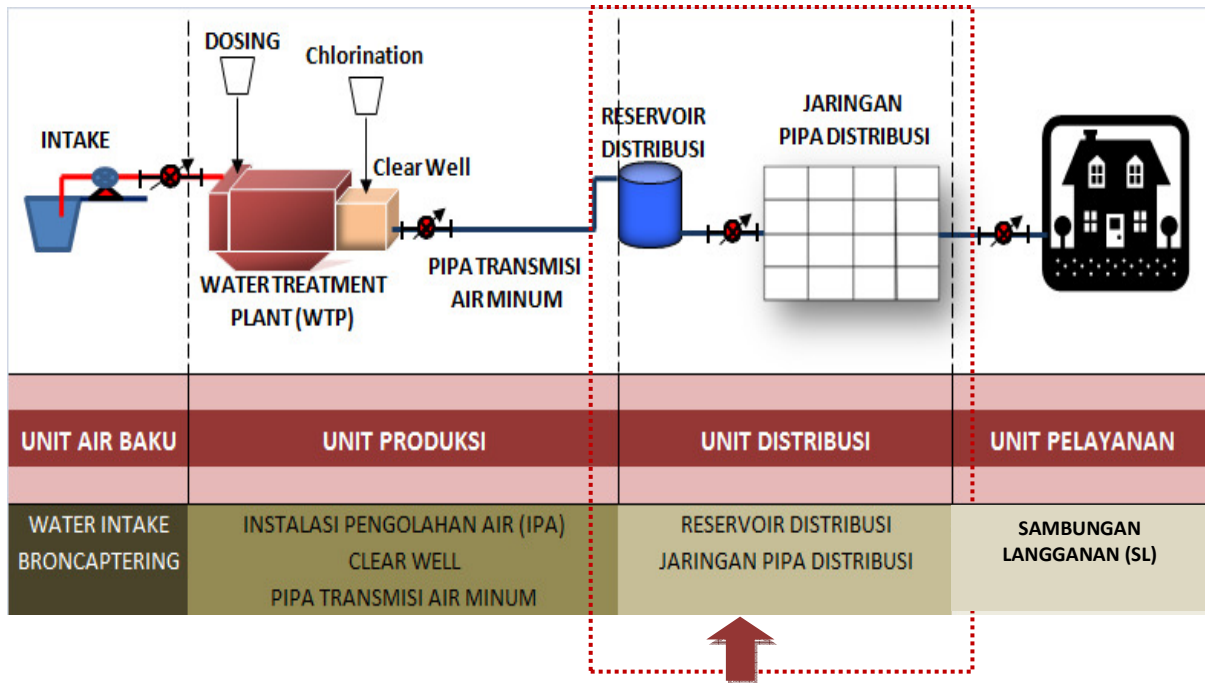 DOSING
Chlorination
INTAKE
Clear Well
WATER TREATMENT
PLANT (WTP)
PIPA TRANSMISI
AIR MINUM
RESERVOIR
DISTRIBUSI
JARINGAN
PIPA DISTRIBUSI
UNIT AIR BAKU
UNIT PRODUKSI
UNIT DISTRIBUSI
UNIT PELAYANAN
WATER INTAKE
BRONCAPTERING
INSTALASI PENGOLAHAN AIR (IPA)
CLEAR WELL
PIPA TRANSMISI AIR MINUM
RESERVOIR DISTRIBUSI
JARINGAN PIPA DISTRIBUSI
SAMBUNGAN
LANGGANAN (SL)